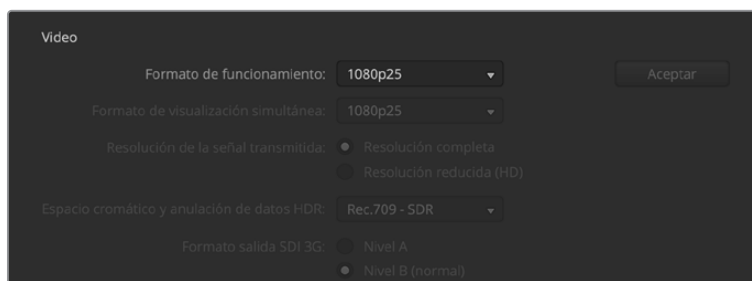 Video
Formato de funcionamiento: 1080p25 Aceptar
Formato de visualización simultánea: 1080p25
Resolución de la señal transmitida: Resolución completa
Resolución reducida (HD)
Espacio cromático y anulación de datos HDR: Rec.709 - SDR
Formato salida SDI 3G: Nivel A
Nivel B (normal)